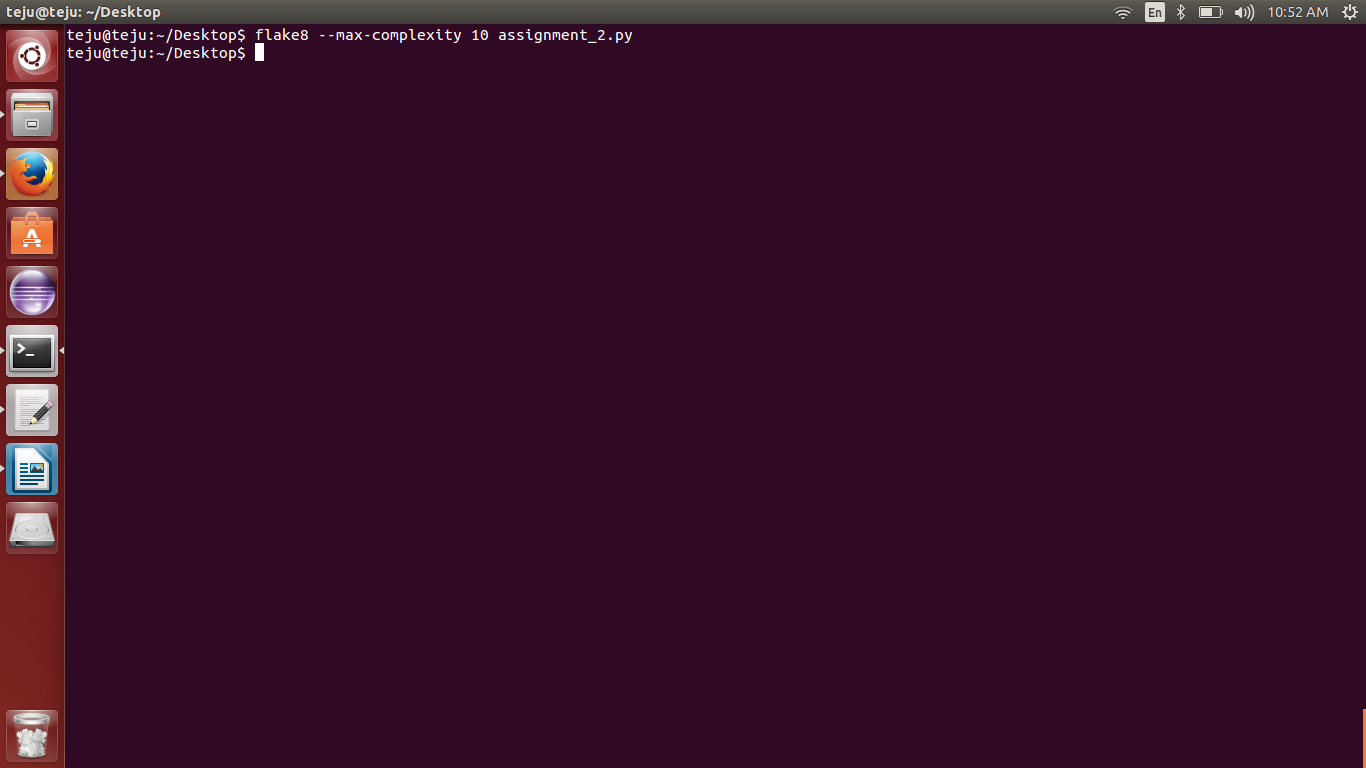 teju@teju: ~/Desktop
En
10:52 AM
teju@teju:~/Desktop$ flake8 --max-complexity 10 assignment_2.py
teju@teju:~/Desktop$